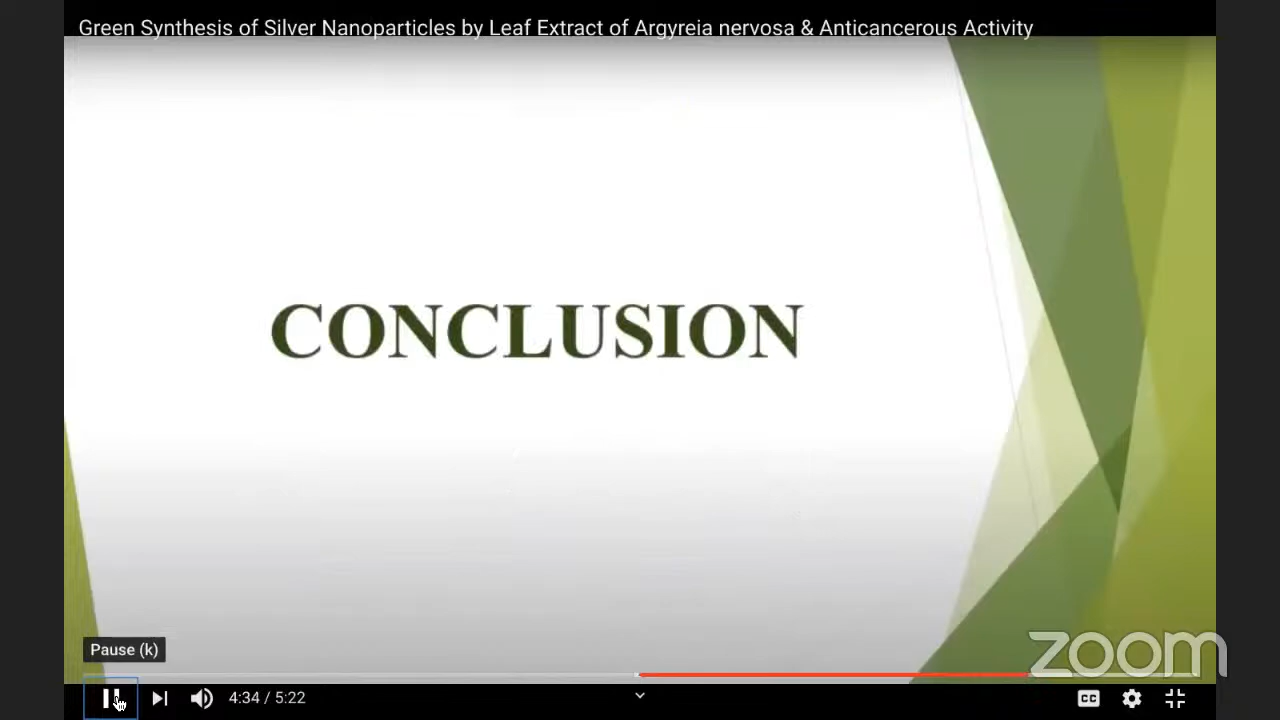 Green Synthesis of Silver Nanoparticles by Leaf Extract of Argyreia nervosa & Anticancerous Activity
CONCLUSION
Pause (k)
zoom
4:34 / 5:22
CC